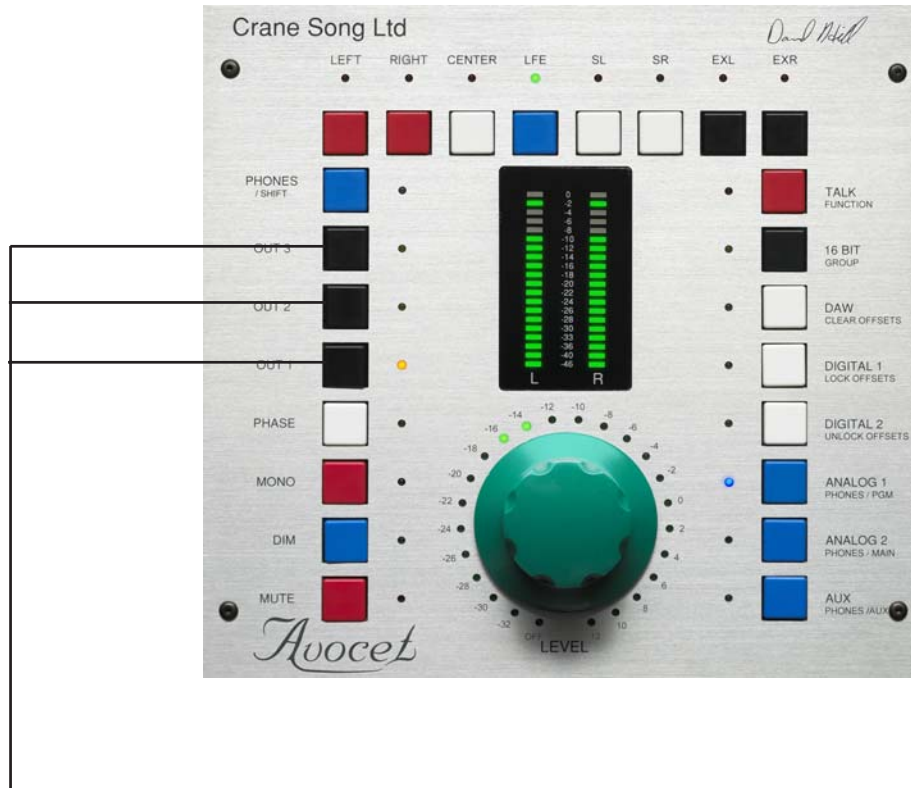 Crane Song Ltd
David Hill
LEFT RIGHT CENTER LFE SL SR EXL EXR
PHONES
/ SHIFT
OUT 3
OUT 2
OUT 1
PHASE
MONO
DIM
MUTE
0
-2
-4
-6
-8
-10
-12
-14
-16
-18
-20
-22
-24
-26
-28
-30
-33
-36
-40
-46
L R
TALK
FUNCTION
16 BIT
GROUP
DAW
CLEAR OFFSETS
DIGITAL 1
LOCK OFFSETS
DIGITAL 2
UNLOCK OFFSETS
ANALOG 1
PHONES / PGM
ANALOG 2
PHONES / MAIN
AUX
PHONES /AUX
OFF
-32
-30
-28
-26
-24
-22
-20
-18
-16
-14
-12
-10
-8
-6
-4
-2
0
2
4
6
8
10
12
LEVEL
Avocet